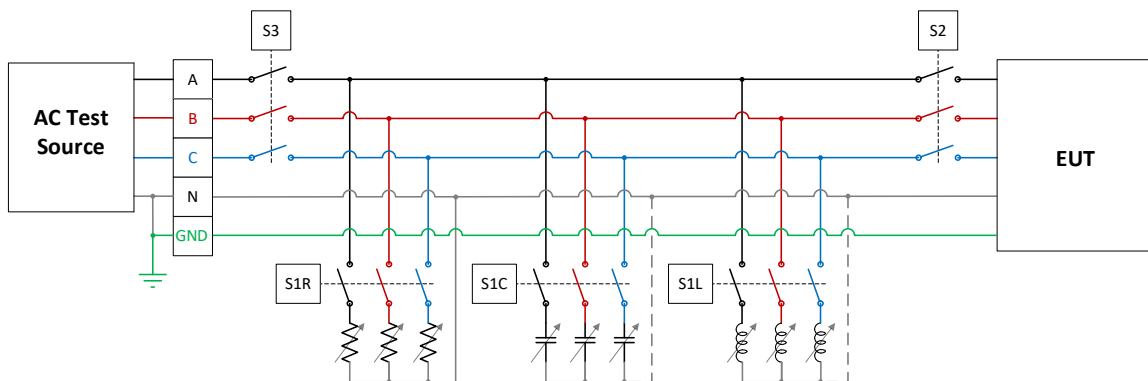 S3
S2
AC Test
Source
A
B
C
N
GND
EUT
S1R
S1C
S1L